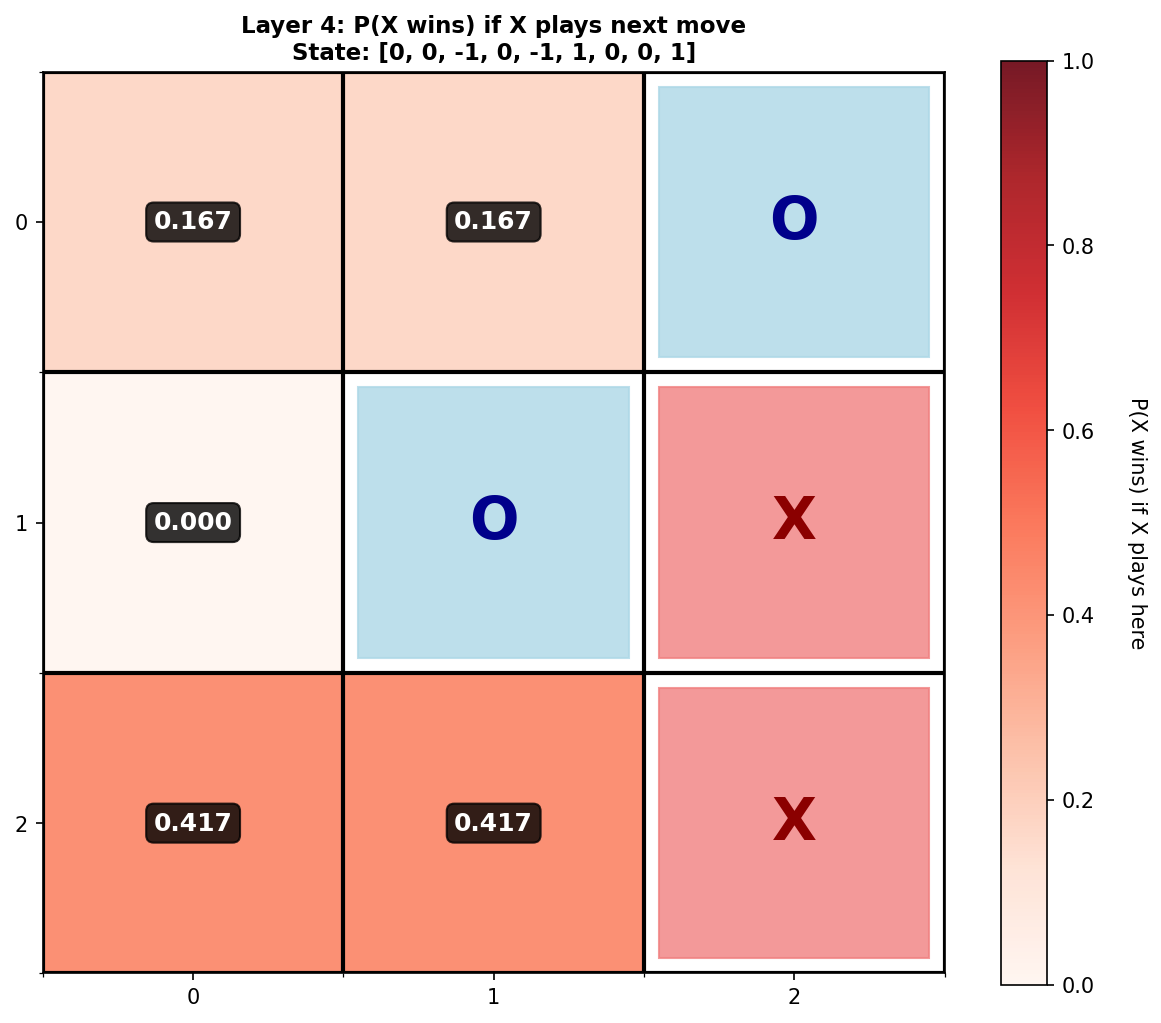 Layer 4: P(X wins) if X plays next move
State: [0, 0, -1, 0, -1, 1, 0, 0, 1]
0
0.167
0.167
O
1
0.000
O
X
2
0.417
0.417
X
0
1
2
1.0
0.8
0.6
0.4
0.2
0.0
P(X wins) if X plays here